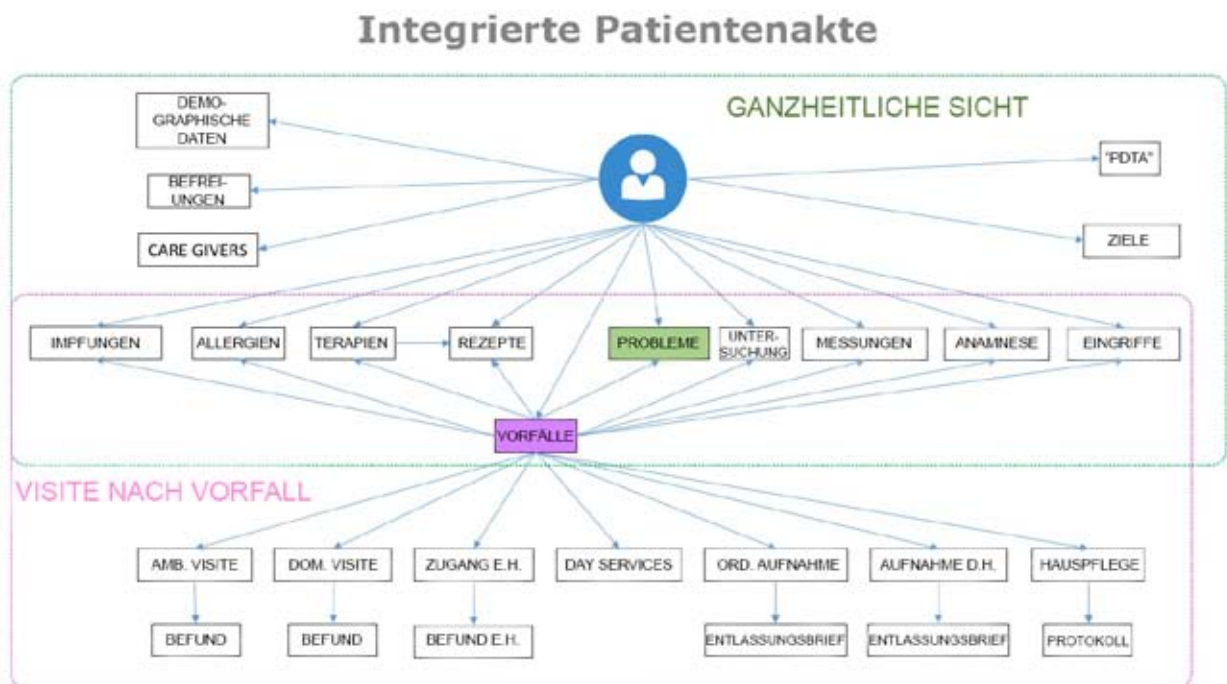 Integrierte Patientenakte
GANZHEITLICHE SICHT
DEMO-
GRAPHISCHE
DATEN
"PDTA"
BEFREI-
UNGEN
CARE GIVERS
ZIELE
IMPFUNGEN
ALLERGIEN
TERAPIEN
REZEPTE
PROBLEME
UNTER-
SUCHUNG
MESSUNGEN
ANAMNESE
EINGRIFFE
VORFÄLLE
VISITE NACH VORFALL
AMB. VISITE
DOM. VISITE
ZUGANG E.H.
DAY SERVICES
ORD. AUFNAHME
AUFNAHME D.H.
HAUSPFLEGE
BEFUND
BEFUND
BEFUND E.H.
ENTLASSUNGSBRIEF
ENTLASSUNGSBRIEF
PROTOKOLL